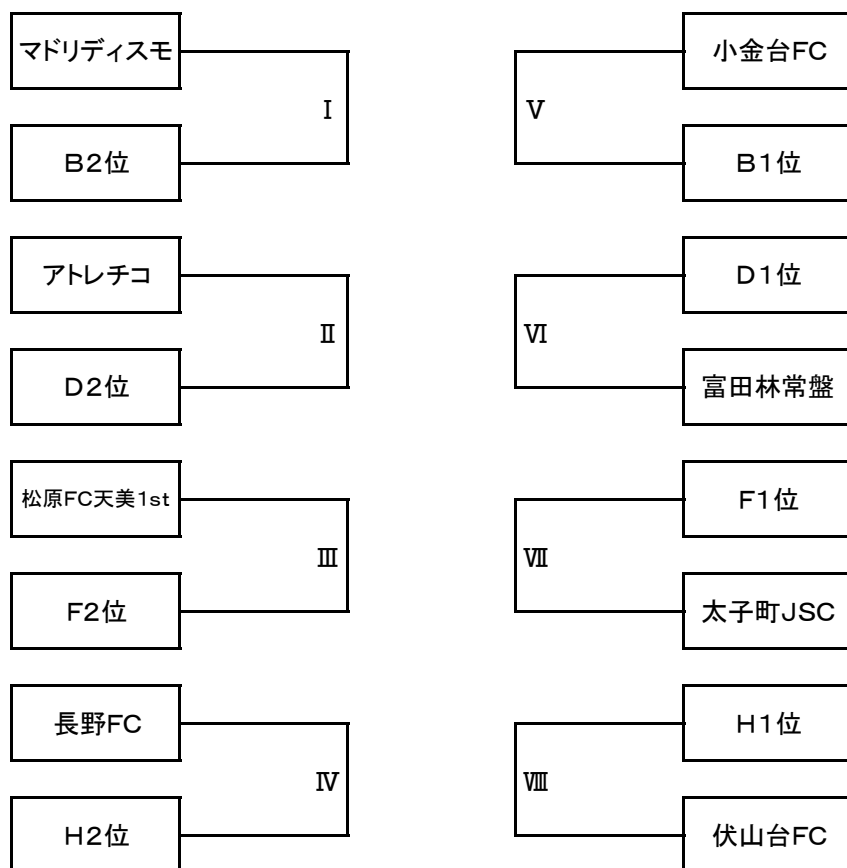 マドリディスモ
Ⅰ
B2位
アトレチコ
Ⅱ
D2位
松原FC天美1st
Ⅲ
F2位
長野FC
Ⅳ
H2位
小金台FC
Ⅴ
B1位
D1位
Ⅵ
富田林常盤
F1位
Ⅶ
太子町JSC
H1位
Ⅷ
伏山台FC